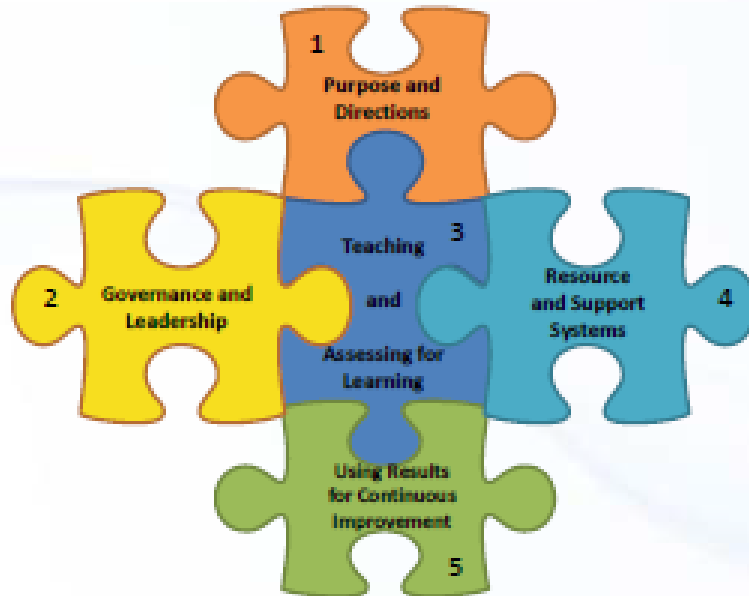 1
Purpose and
Directions
2
Governance and
Leadership
3
Teaching
and
Assessing for
Learning
Resource
and Support
Systems
4
Using Results
for Continuous
Improvement
5